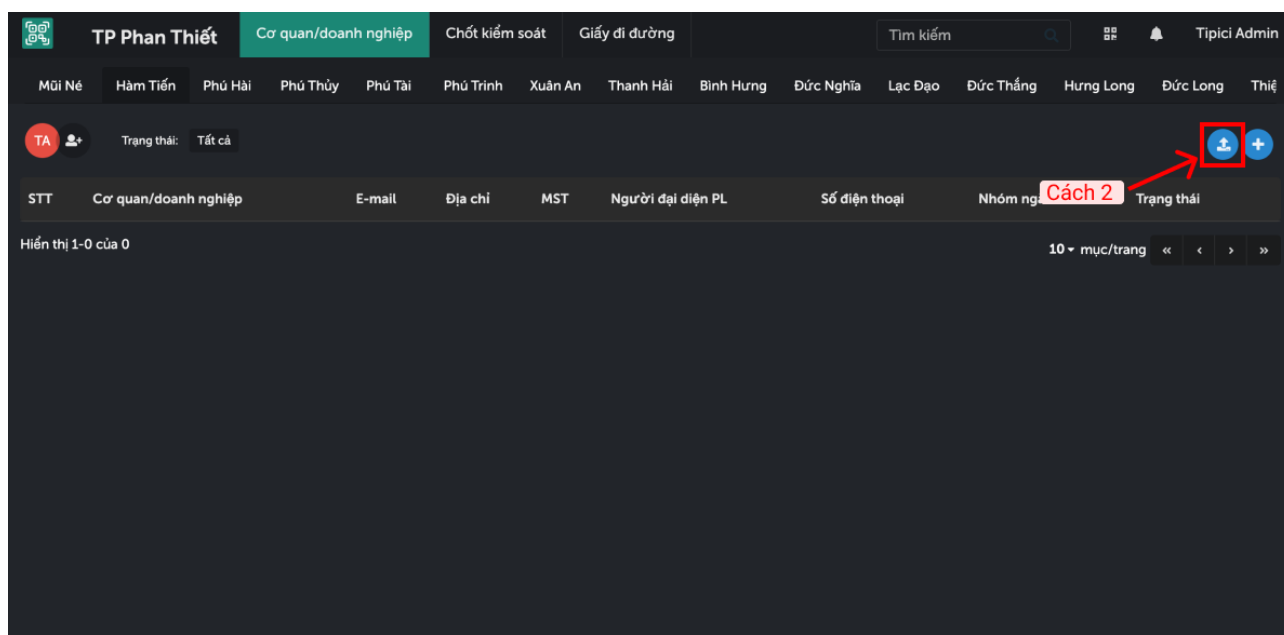 TP Phan Thiết Cơ quan/doanh nghiệp Chốt kiểm soát Giấy đi đường Tìm kiếm Tipici Admin
Mũi Né Hàm Tiến Phú Hài Phú Thủy Phú Tài Phú Trinh Xuân An Thanh Hải Bình Hưng Đức Nghĩa Lạc Đạo Đức Thắng Hưng Long Đức Long Thiệ
TA Trạng thái: Tất cả
STT Cơ quan/doanh nghiệp E-mail Địa chỉ MST Người đại diện PL Số điện thoại Nhóm ng Cách 2 Trạng thái
Hiển thị 1-0 của 0 10 mục/trang « ‹ › »